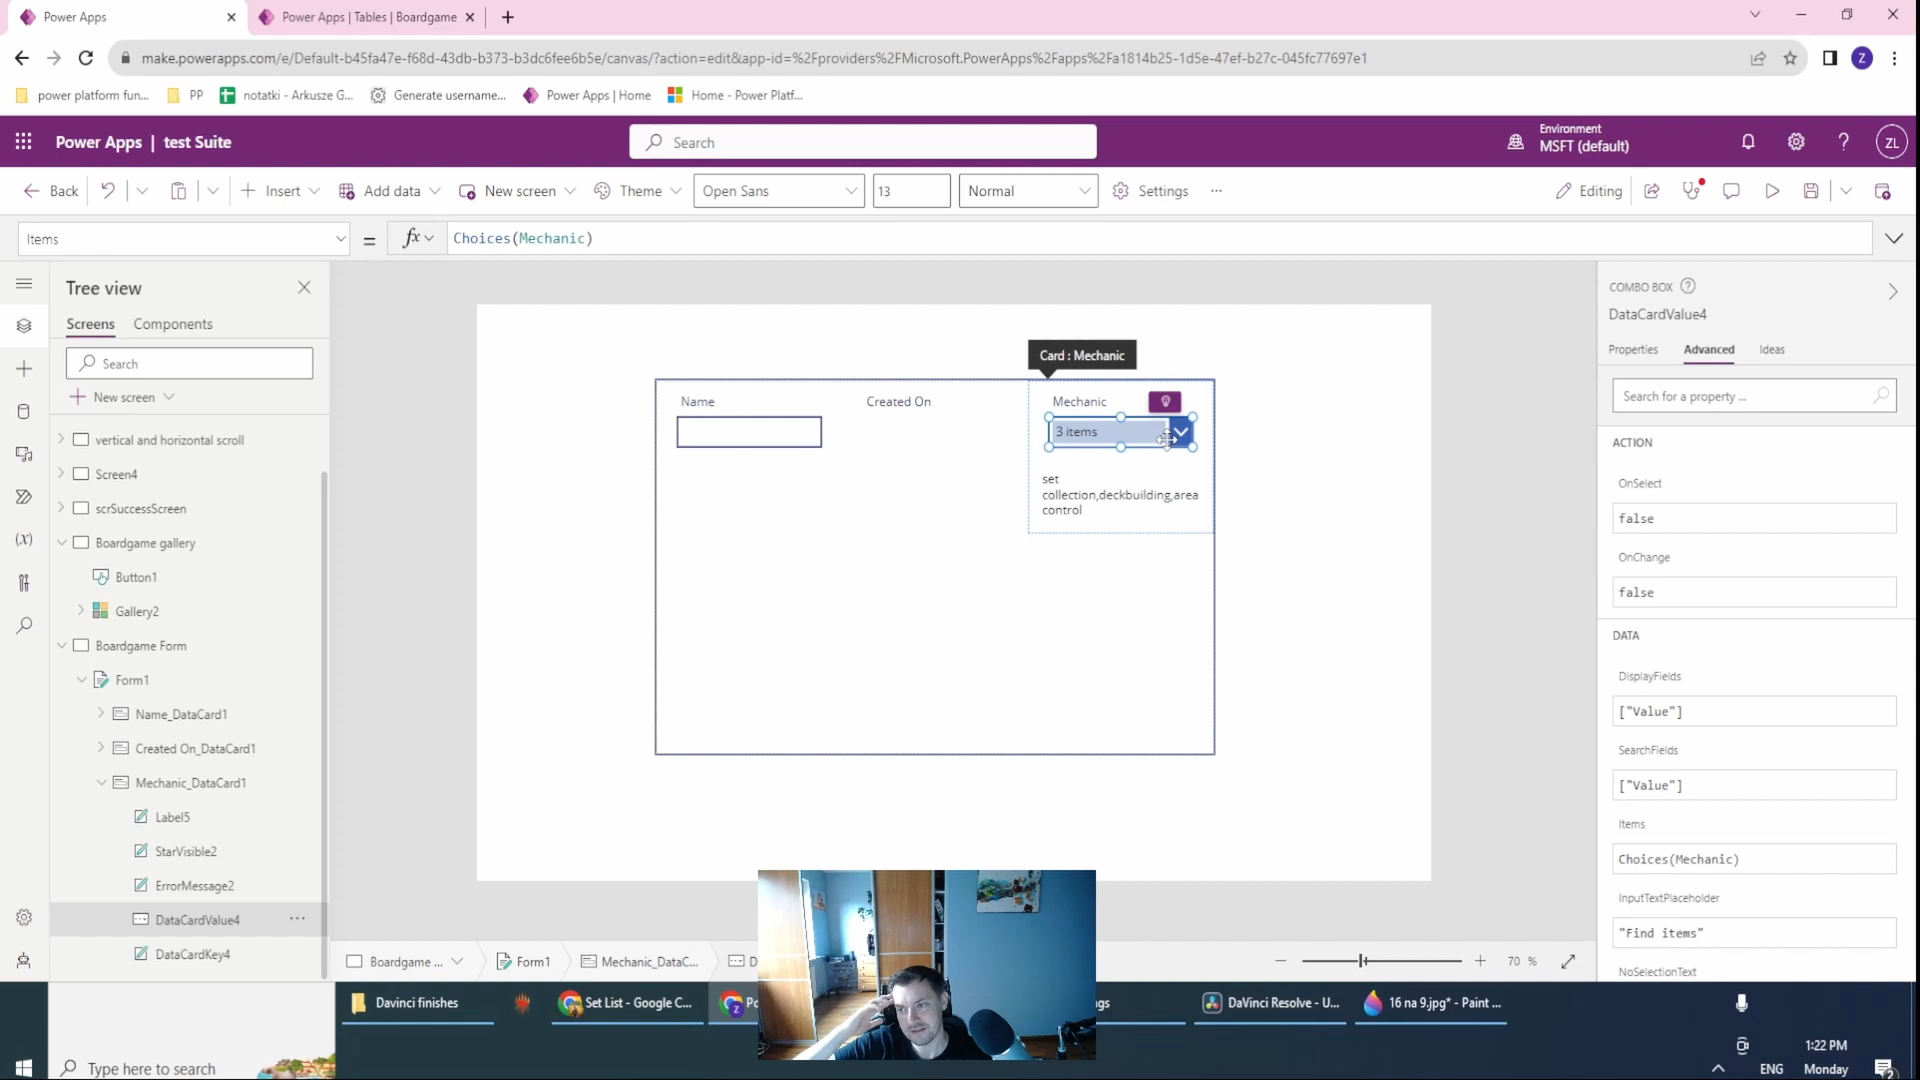 Power Apps
Power Apps | Tables | Boardgame
make.powerapps.com/e/Default-b45fa47e-f68d-43db-b373-b3dc6fee6b5e/canvas/?action=edit&app-id=%2Fproviders%2FMicrosoft.PowerApps%2Fapps%2Fa1814b25-1d5e-47ef-b27c-045fc77697e1
Z
power platform fun...
PP
notatki - Arkusze G...
Generate username...
Power Apps | Home
Home - Power Platf...
Power Apps | test Suite
Search
Environment
MSFT (default)
ZL
Back
Insert
Add data
New screen
Theme
Open Sans
13
Normal
Settings
Editing
Items
=
fx
Choices(Mechanic)
Tree view
Screens
Components
Search
New screen
vertical and horizontal scroll
Screen4
scrSuccessScreen
Boardgame gallery
Button1
Gallery2
Boardgame Form
Form1
Name_DataCard1
Created On_DataCard1
Mechanic_DataCard1
Label5
StarVisible2
ErrorMessage2
DataCardValue4
DataCardKey4
Card : Mechanic
Name
Created On
Mechanic
3 items
set
collection,deckbuilding,area
control
COMBO BOX
DataCardValue4
Properties
Advanced
Ideas
Search for a property ...
ACTION
OnSelect
false
OnChange
false
DATA
DisplayFields
["Value"]
SearchFields
["Value"]
Items
Choices(Mechanic)
InputTextPlaceholder
"Find items"
NoSelectionText
Boardgame ...
Form1
Mechanic_DataC...
D
70 %
Davinci finishes
Set List - Google C...
Po
gs
DaVinci Resolve - U...
16 na 9.jpg* - Paint ...
Type here to search
1:22 PM
ENG
Monday
2